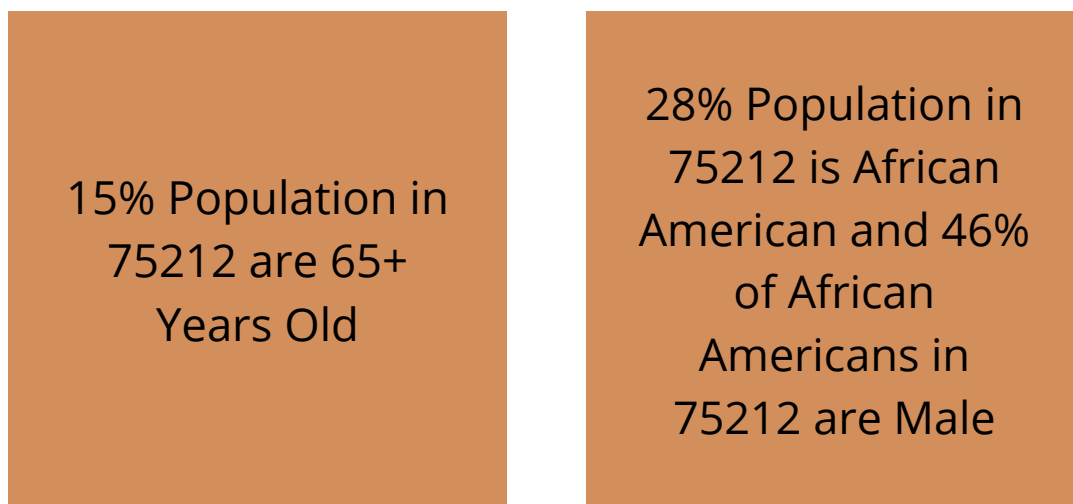 15% Population in
75212 are 65+
Years Old
28% Population in
75212 is African
American and 46%
of African
Americans in
75212 are Male